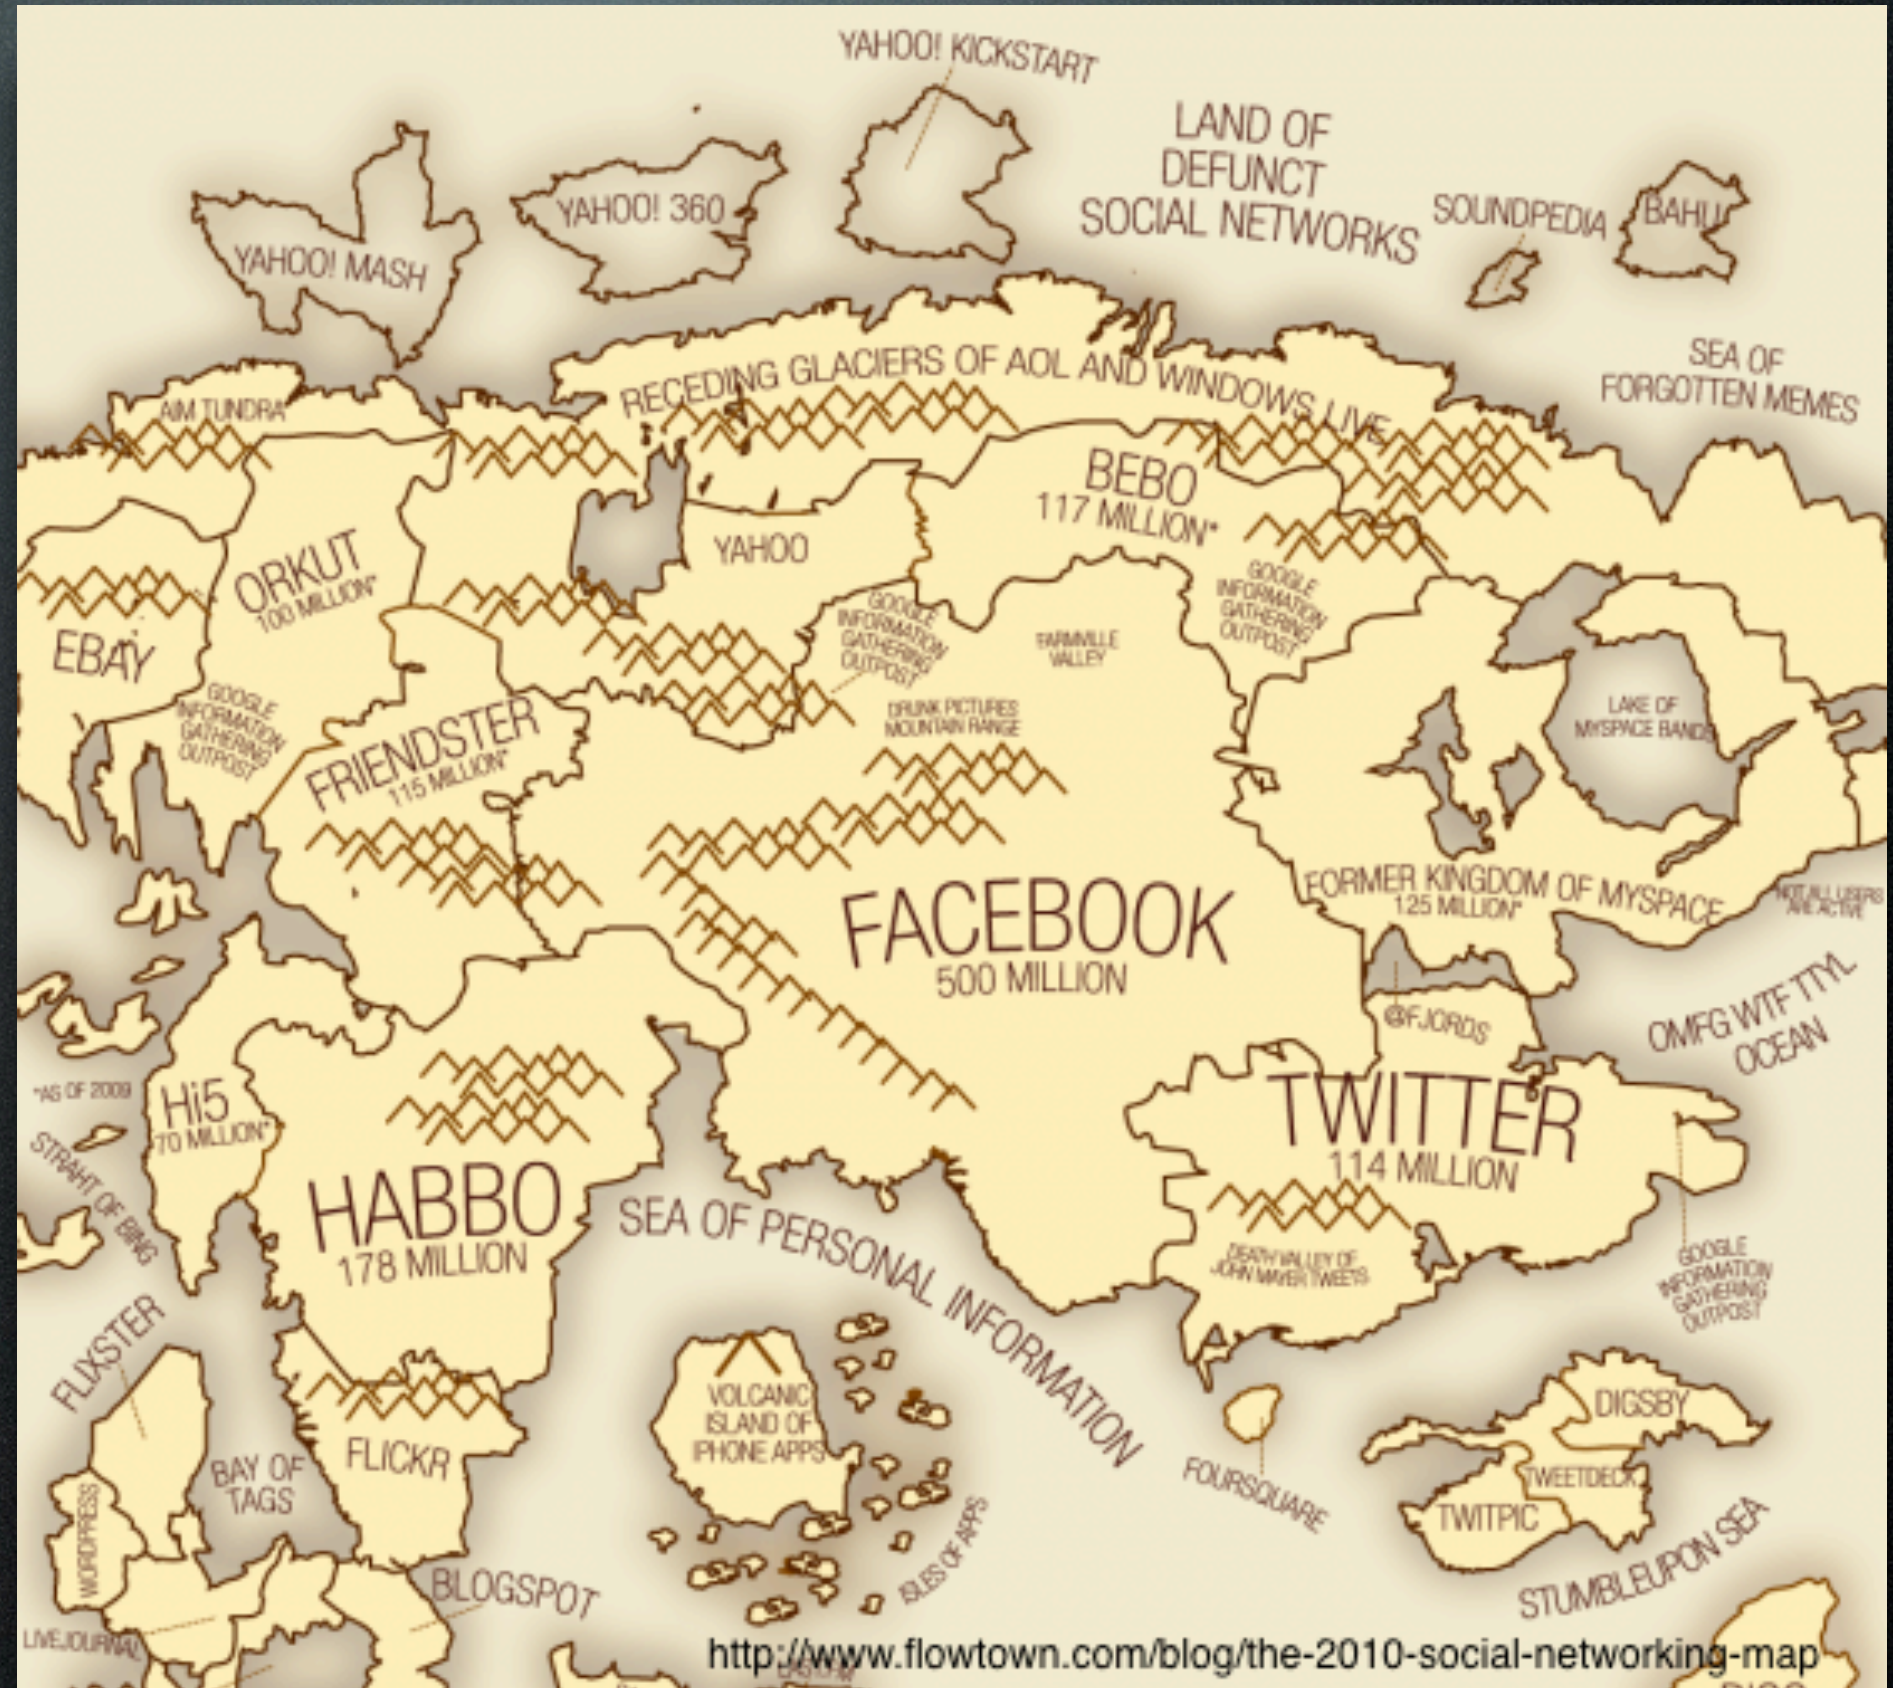 YAHOO! KICKSTART
LAND OF
DEFUNCT
SOCIAL NETWORKS
SOUNDPEDIA
BAHU
YAHOO! 360
YAHOO! MASH
SEA OF
FORGOTTEN MEMES
RECEDING GLACIERS OF AOL AND WINDOWS LIVE
AIM TUNDRA
BEBO
117 MILLION*
YAHOO
ORKUT
100 MILLION*
EBAY
GOOGLE
INFORMATION
GATHERING
OUTPOST
GOOGLE
INFORMATION
GATHERING
OUTPOST
FARMVILLE
VALLEY
GOOGLE
INFORMATION
GATHERING
OUTPOST
LAKE OF
MYSPACE BANDS
DRUNK PICTURES
MOUNTAIN RANGE
FRIENDSTER
115 MILLION*
FACEBOOK
500 MILLION
FORMER KINGDOM OF MYSPACE
125 MILLION*
*NOT ALL USERS
ARE ACTIVE
@FJORDS
OMFG WTF TTYL
OCEAN
*AS OF 2009
Hi5
70 MILLION*
STRAHT OF BING
HABBO
178 MILLION
TWITTER
114 MILLION
DEATH VALLEY OF
JOHN MAYER TWEETS
GOOGLE
INFORMATION
GATHERING
OUTPOST
SEA OF PERSONAL INFORMATION
FLIXSTER
VOLCANIC
ISLAND OF
IPHONE APPS
ISLES OF APPS
FLICKR
BAY OF
TAGS
WORDPRESS
FOURSQUARE
DIGSBY
TWEETDECK
TWITPIC
STUMBLEUPON SEA
BLOGSPOT
LIVEJOURNAL
http://www.flowtown.com/blog/the-2010-social-networking-map